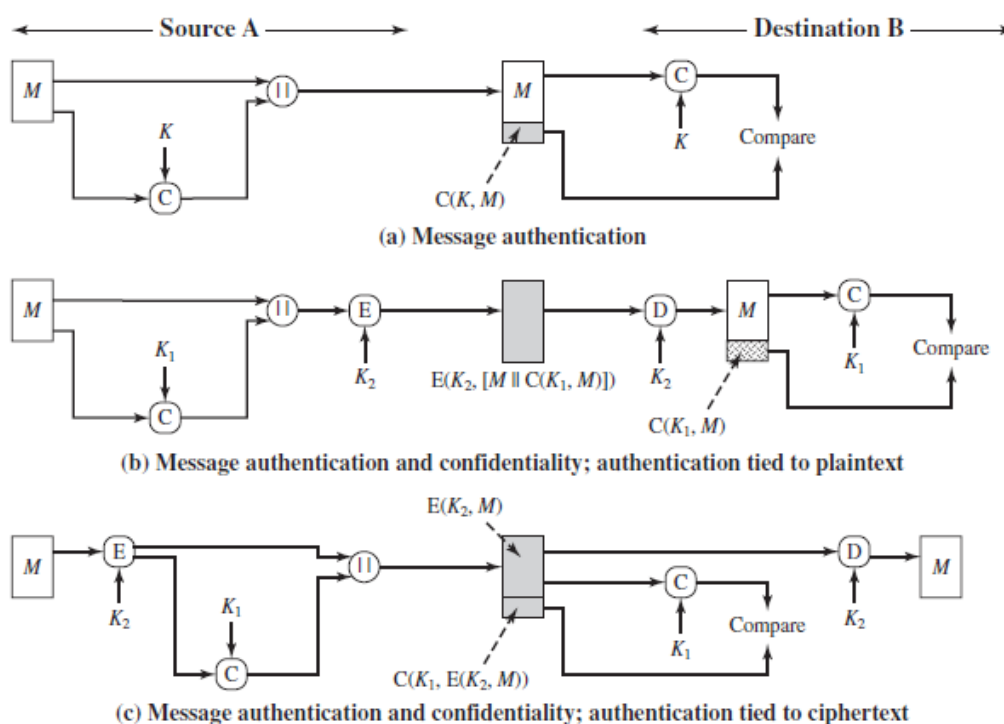 Source A
Destination B
M
||
M
C
K
K
Compare
C
C(K, M)
(a) Message authentication
M
||
E
D
M
C
K₁
K₂
E(K₂, [M || C(K₁, M)])
K₂
K₁
Compare
C
C(K₁, M)
(b) Message authentication and confidentiality; authentication tied to plaintext
E(K₂, M)
M
E
||
D
M
C
K₂
K₁
K₁
Compare
K₂
C
C(K₁, E(K₂, M))
(c) Message authentication and confidentiality; authentication tied to ciphertext